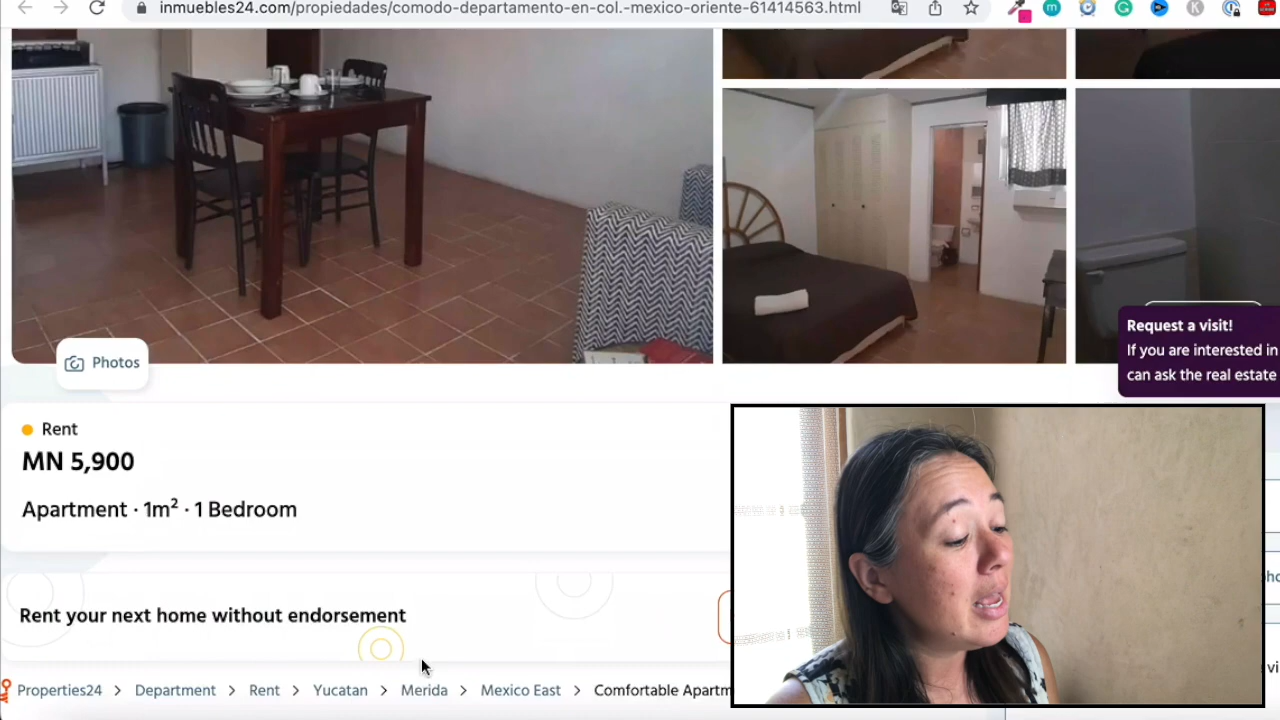 inmuebles24.com/propiedades/comodo-departamento-en-col.-mexico-oriente-61414563.html
Photos
Request a visit!
If you are interested in
can ask the real estate
Rent
MN 5,900
Apartment · 1m² · 1 Bedroom
Rent your next home without endorsement
Properties24 > Department > Rent > Yucatan > Merida > Mexico East > Comfortable Apartm
vi